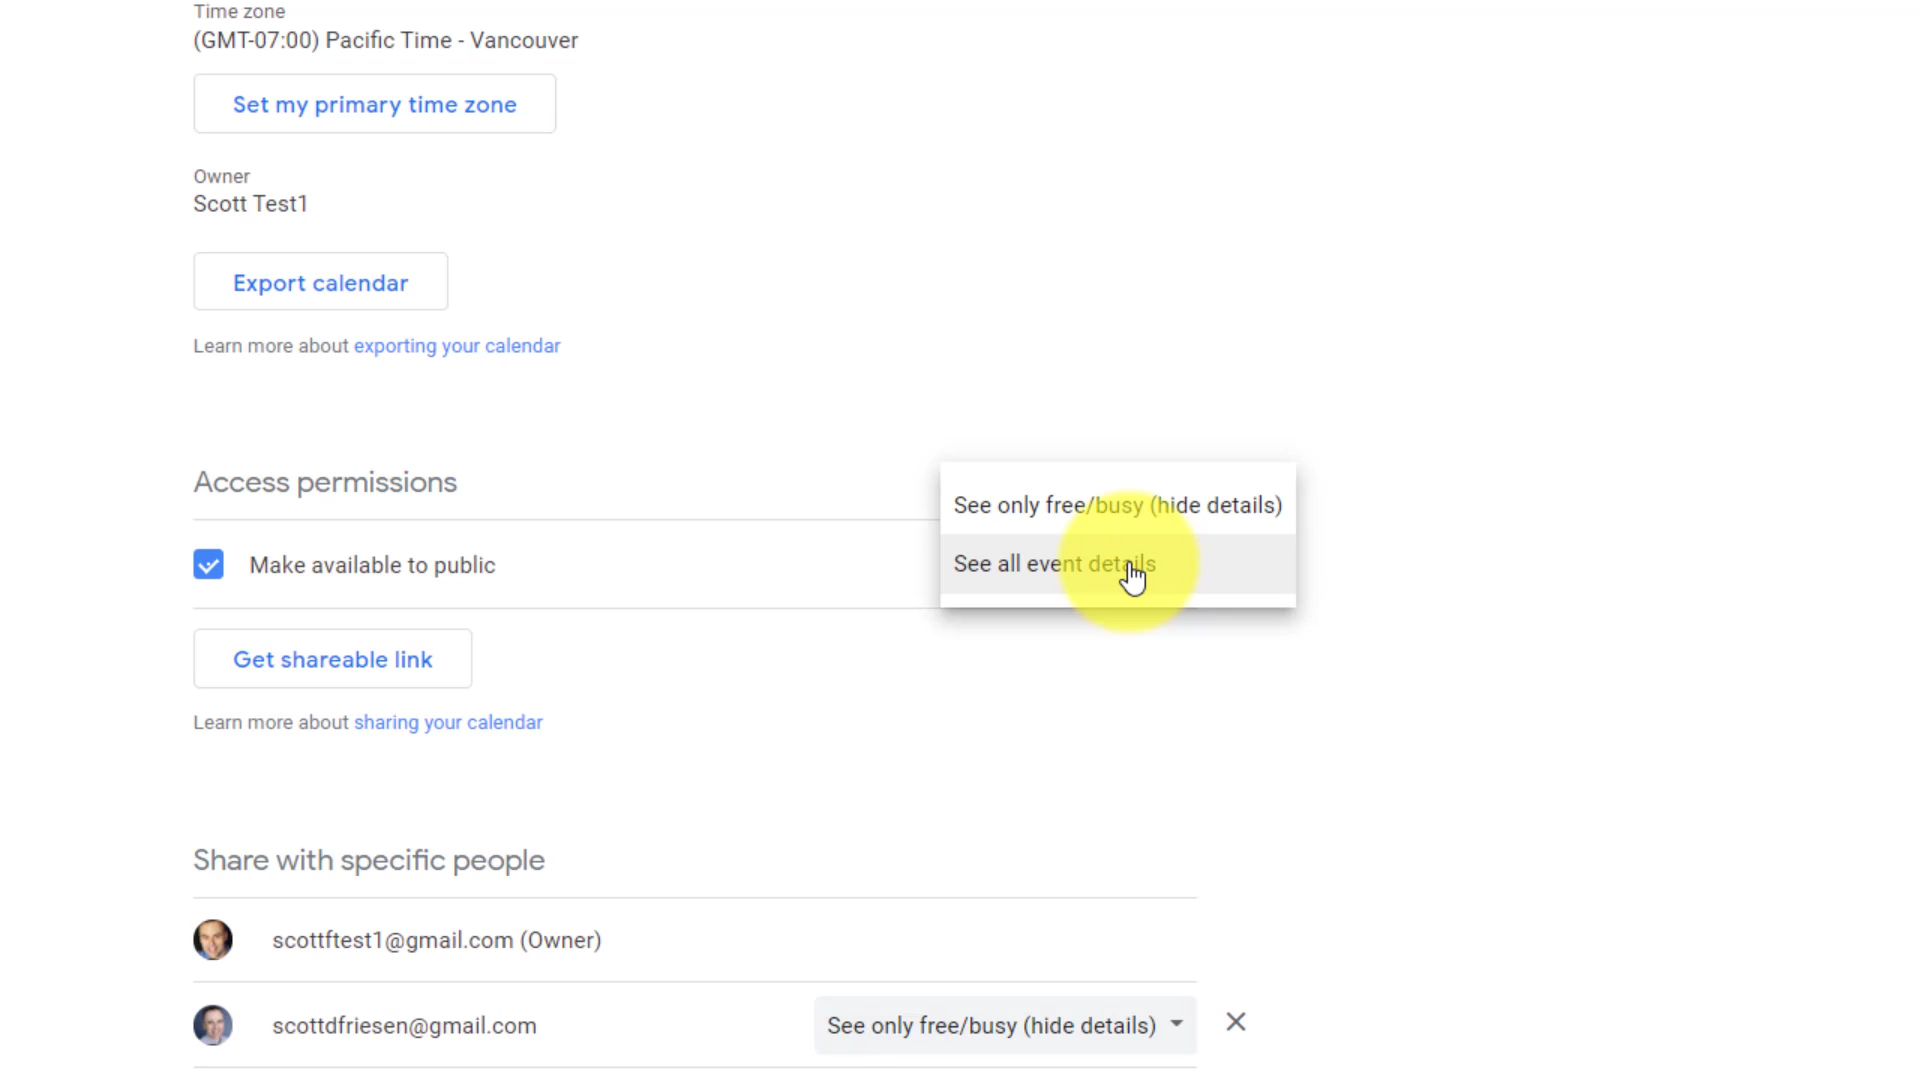 Time zone
(GMT-07:00) Pacific Time - Vancouver
Set my primary time zone
Owner
Scott Test1
Export calendar
Learn more about exporting your calendar
Access permissions
See only free/busy (hide details)
Make available to public
See all event details
Get shareable link
Learn more about sharing your calendar
Share with specific people
scottftest1@gmail.com (Owner)
scottdfriesen@gmail.com
See only free/busy (hide details)